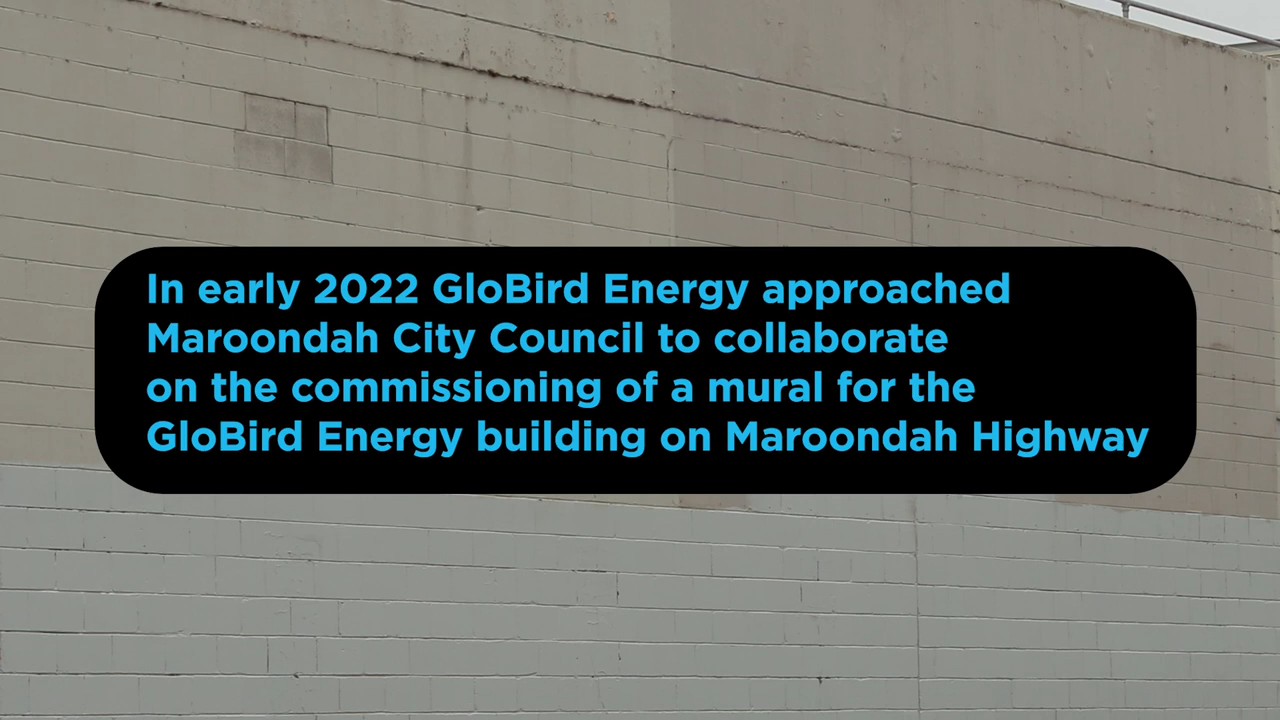 In early 2022 GloBird Energy approached
Maroondah City Council to collaborate
on the commissioning of a mural for the
GloBird Energy building on Maroondah Highway